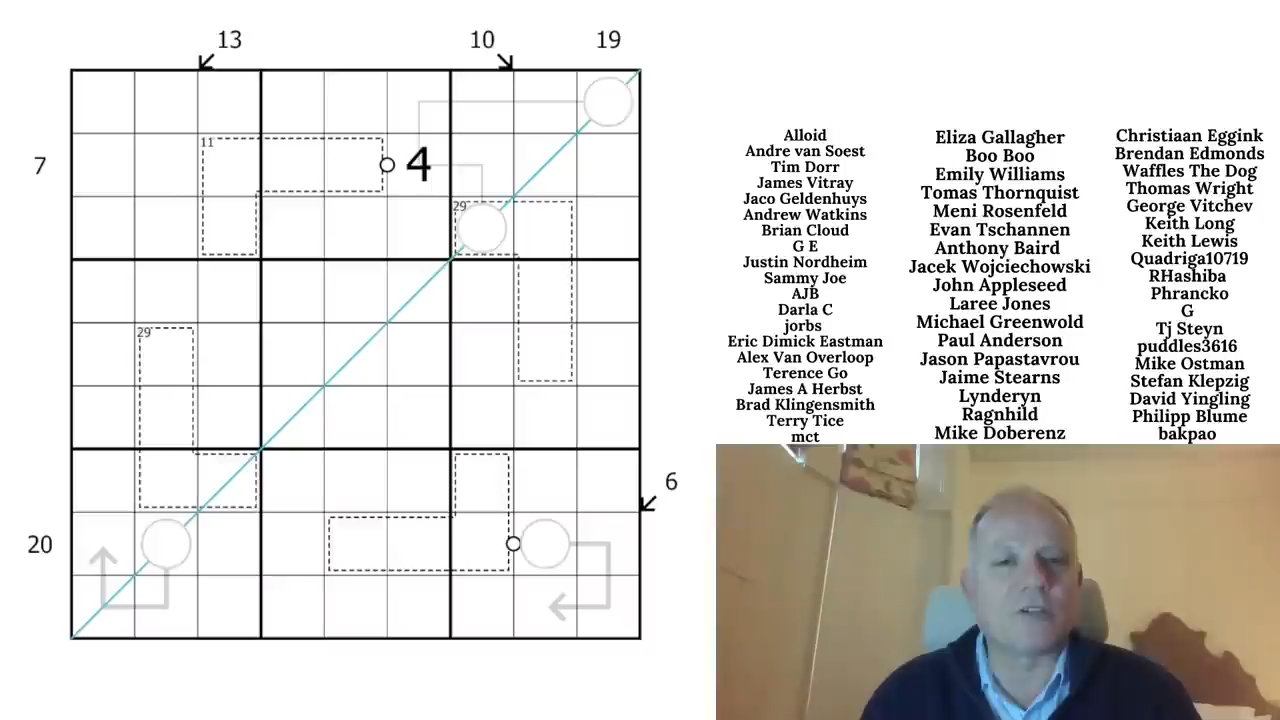 13
10
19
7
11
4
29
29
6
20
Alloid
Andre van Soest
Tim Dorr
James Vitray
Jaco Geldenhuys
Andrew Watkins
Brian Cloud
G E
Justin Nordheim
Sammy Joe
AJB
Darla C
jorbs
Eric Dimick Eastman
Alex Van Overloop
Terence Go
James A Herbst
Brad Klingensmith
Terry Tice
mct
Eliza Gallagher
Boo Boo
Emily Williams
Tomas Thornquist
Meni Rosenfeld
Evan Tschannen
Anthony Baird
Jacek Wojciechowski
John Appleseed
Laree Jones
Michael Greenwold
Paul Anderson
Jason Papastavrou
Jaime Stearns
Lynderyn
Ragnhild
Mike Doberenz
Christiaan Eggink
Brendan Edmonds
Waffles The Dog
Thomas Wright
George Vitchev
Keith Long
Keith Lewis
Quadriga10719
RHashiba
Phrancko
G
Tj Steyn
puddles3616
Mike Ostman
Stefan Klepzig
David Yingling
Philipp Blume
bakpao